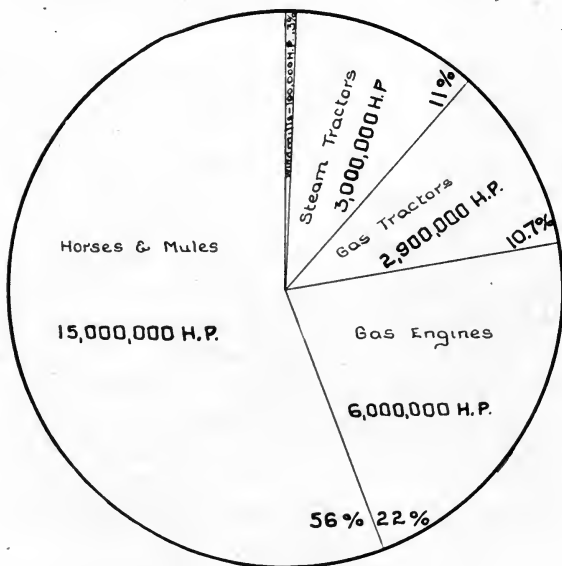 Windmills-100,000 H.P. .3%
Steam Tractors
3,000,000 H.P
11%
Gas Tractors
2,900,000 H.P.
10.7%
Horses & Mules
15,000,000 H.P.
Gas Engines
6,000,000 H.P.
56%
22%